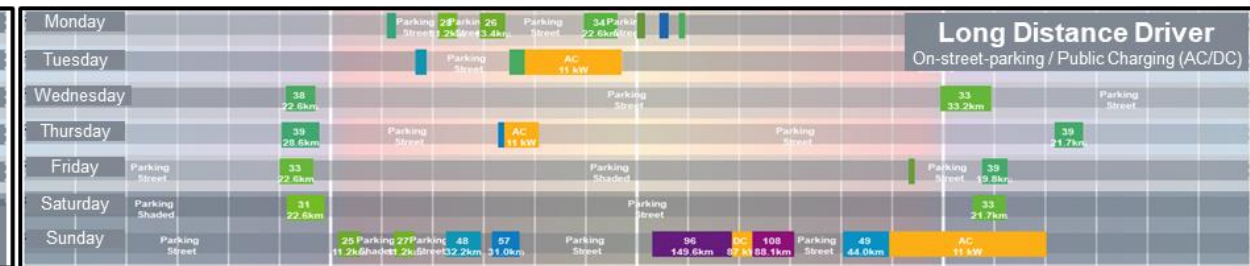 Monday
Parking
Street
26
34
22.6km
Long Distance Driver
On-street-parking / Public Charging (AC/DC)
Tuesday
Parking
Street
AC
11 kW
Wednesday
38
22.6km
Parking
Street
33
33.2km
Parking
Street
Thursday
39
28.6km
Parking
Street
AC
11 kW
Parking
Street
39
21.7km
Friday
Parking
Street
33
22.6km
Parking
Shaded
Parking
Street
39
19.8km
Saturday
Parking
Shaded
31
22.6km
Parking
Street
33
21.7km
Sunday
Parking
Street
25 Parking 27 Parking
48
32.2km
57
31.0km
Parking
Street
96
149.6km
DC
108
88.1km
Parking
Street
49
44.0km
AC
11 kW